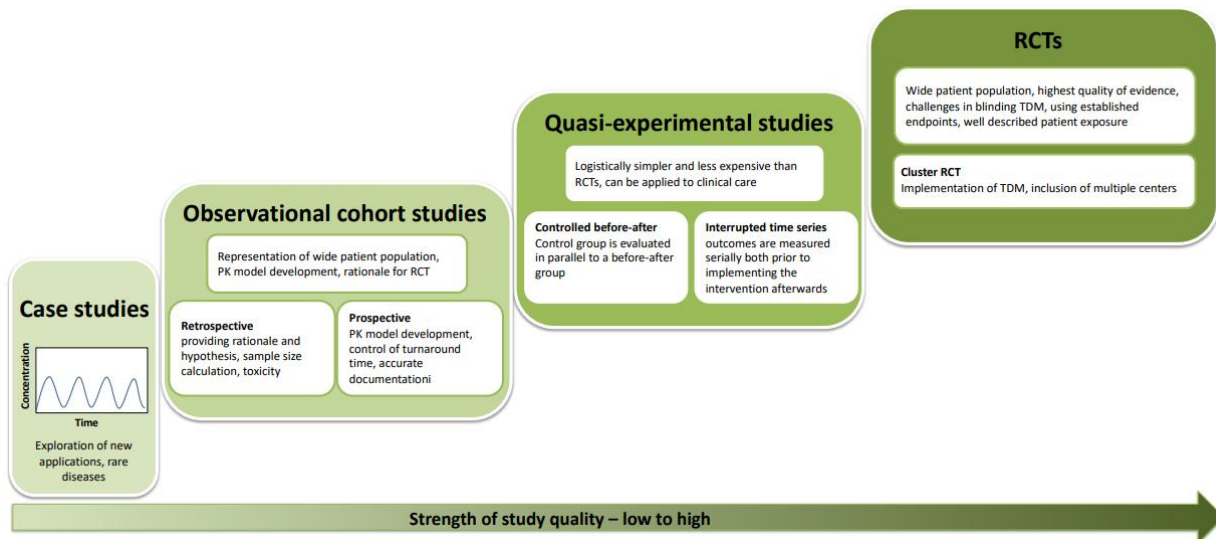 Case studies
Concentration
Time
Exploration of new
applications, rare
diseases
Observational cohort studies
Representation of wide patient population,
PK model development, rationale for RCT
Retrospective
providing rationale and
hypothesis, sample size
calculation, toxicity
Prospective
PK model development,
control of turnaround
time, accurate
documentationi
Quasi-experimental studies
Logistically simpler and less expensive than
RCTs, can be applied to clinical care
Controlled before-after
Control group is evaluated
in parallel to a before-after
group
Interrupted time series
outcomes are measured
serially both prior to
implementing the
intervention afterwards
RCTs
Wide patient population, highest quality of evidence,
challenges in blinding TDM, using established
endpoints, well described patient exposure
Cluster RCT
Implementation of TDM, inclusion of multiple centers
Strength of study quality – low to high